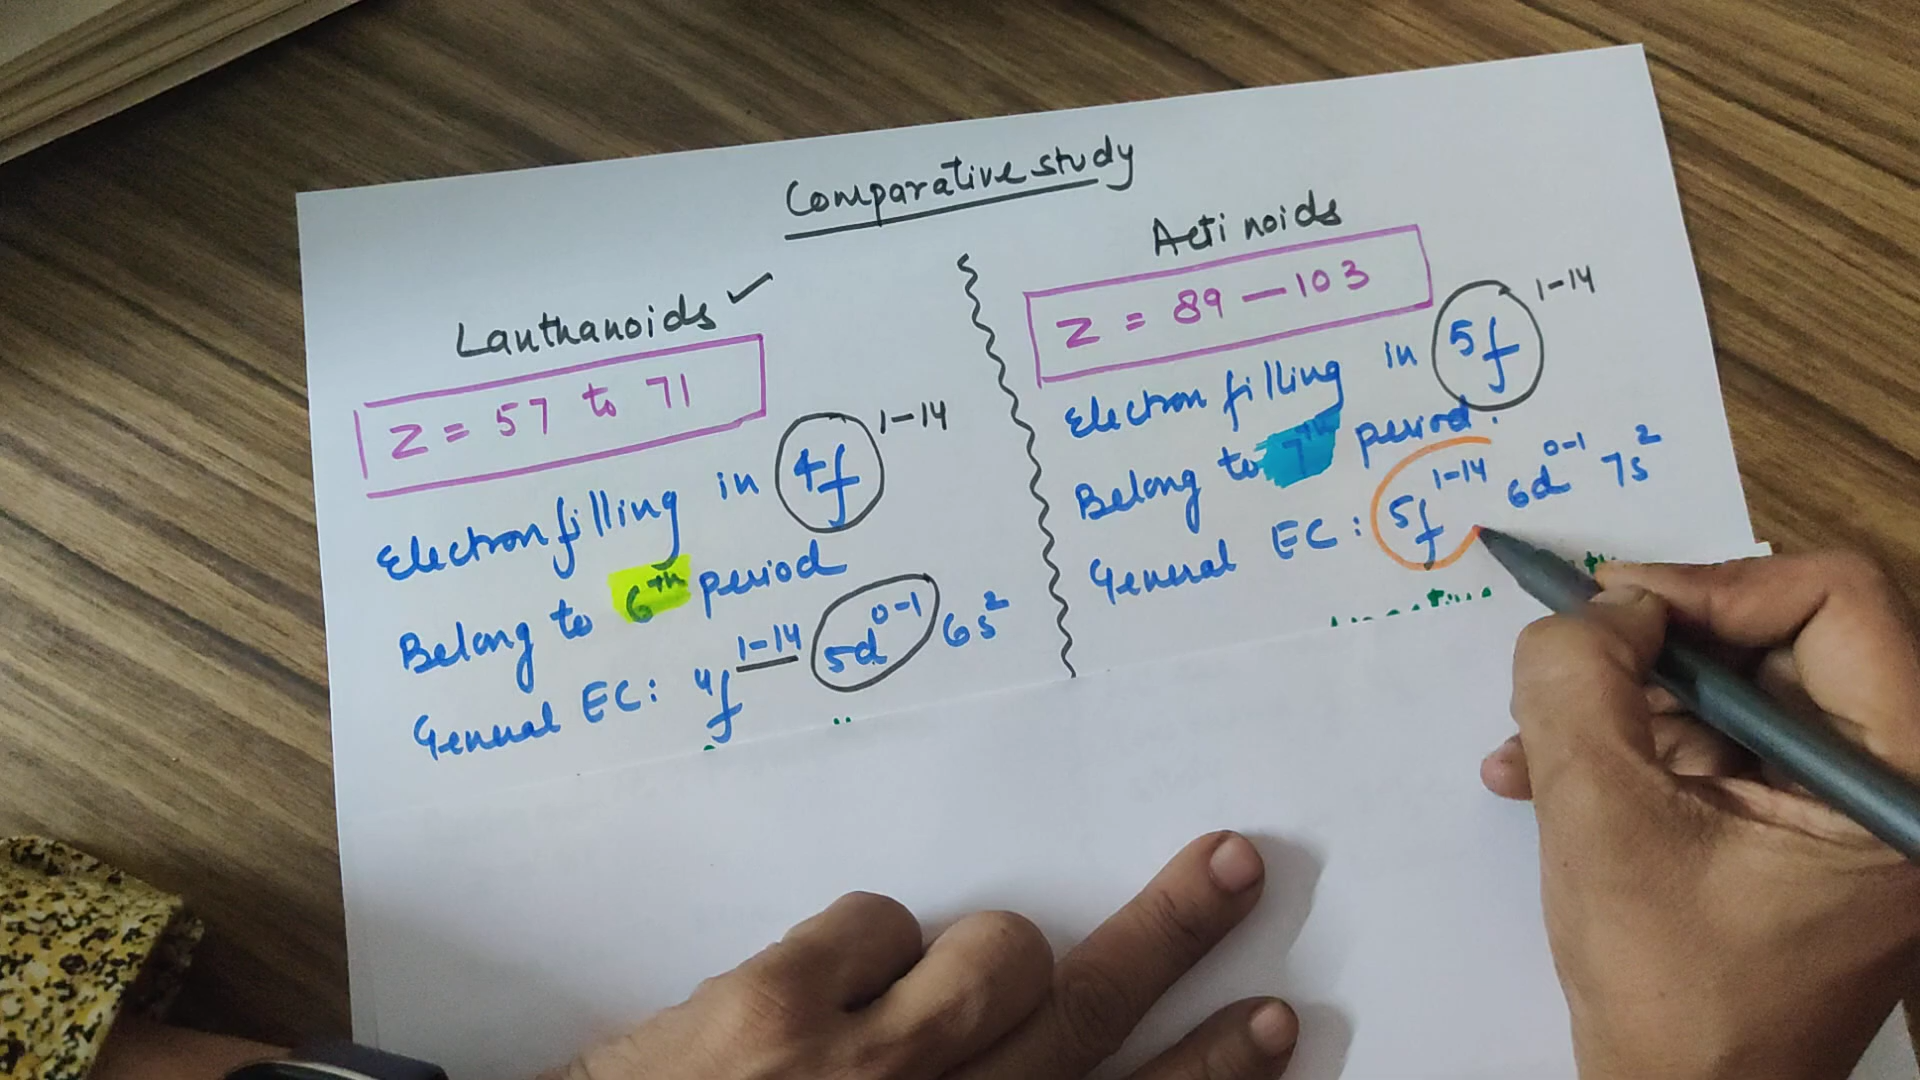 Comparative study
Lanthanoids ✓
Z = 57 to 71
Electron filling in 4f 1-14
Belong to 6th period
General EC: 4f 1-14 5d 0-1 6s 2
Actinoids
Z = 89 - 103
Electron filling in 5f 1-14
Belong to 7th period.
General EC: 5f 1-14 6d 0-1 7s 2